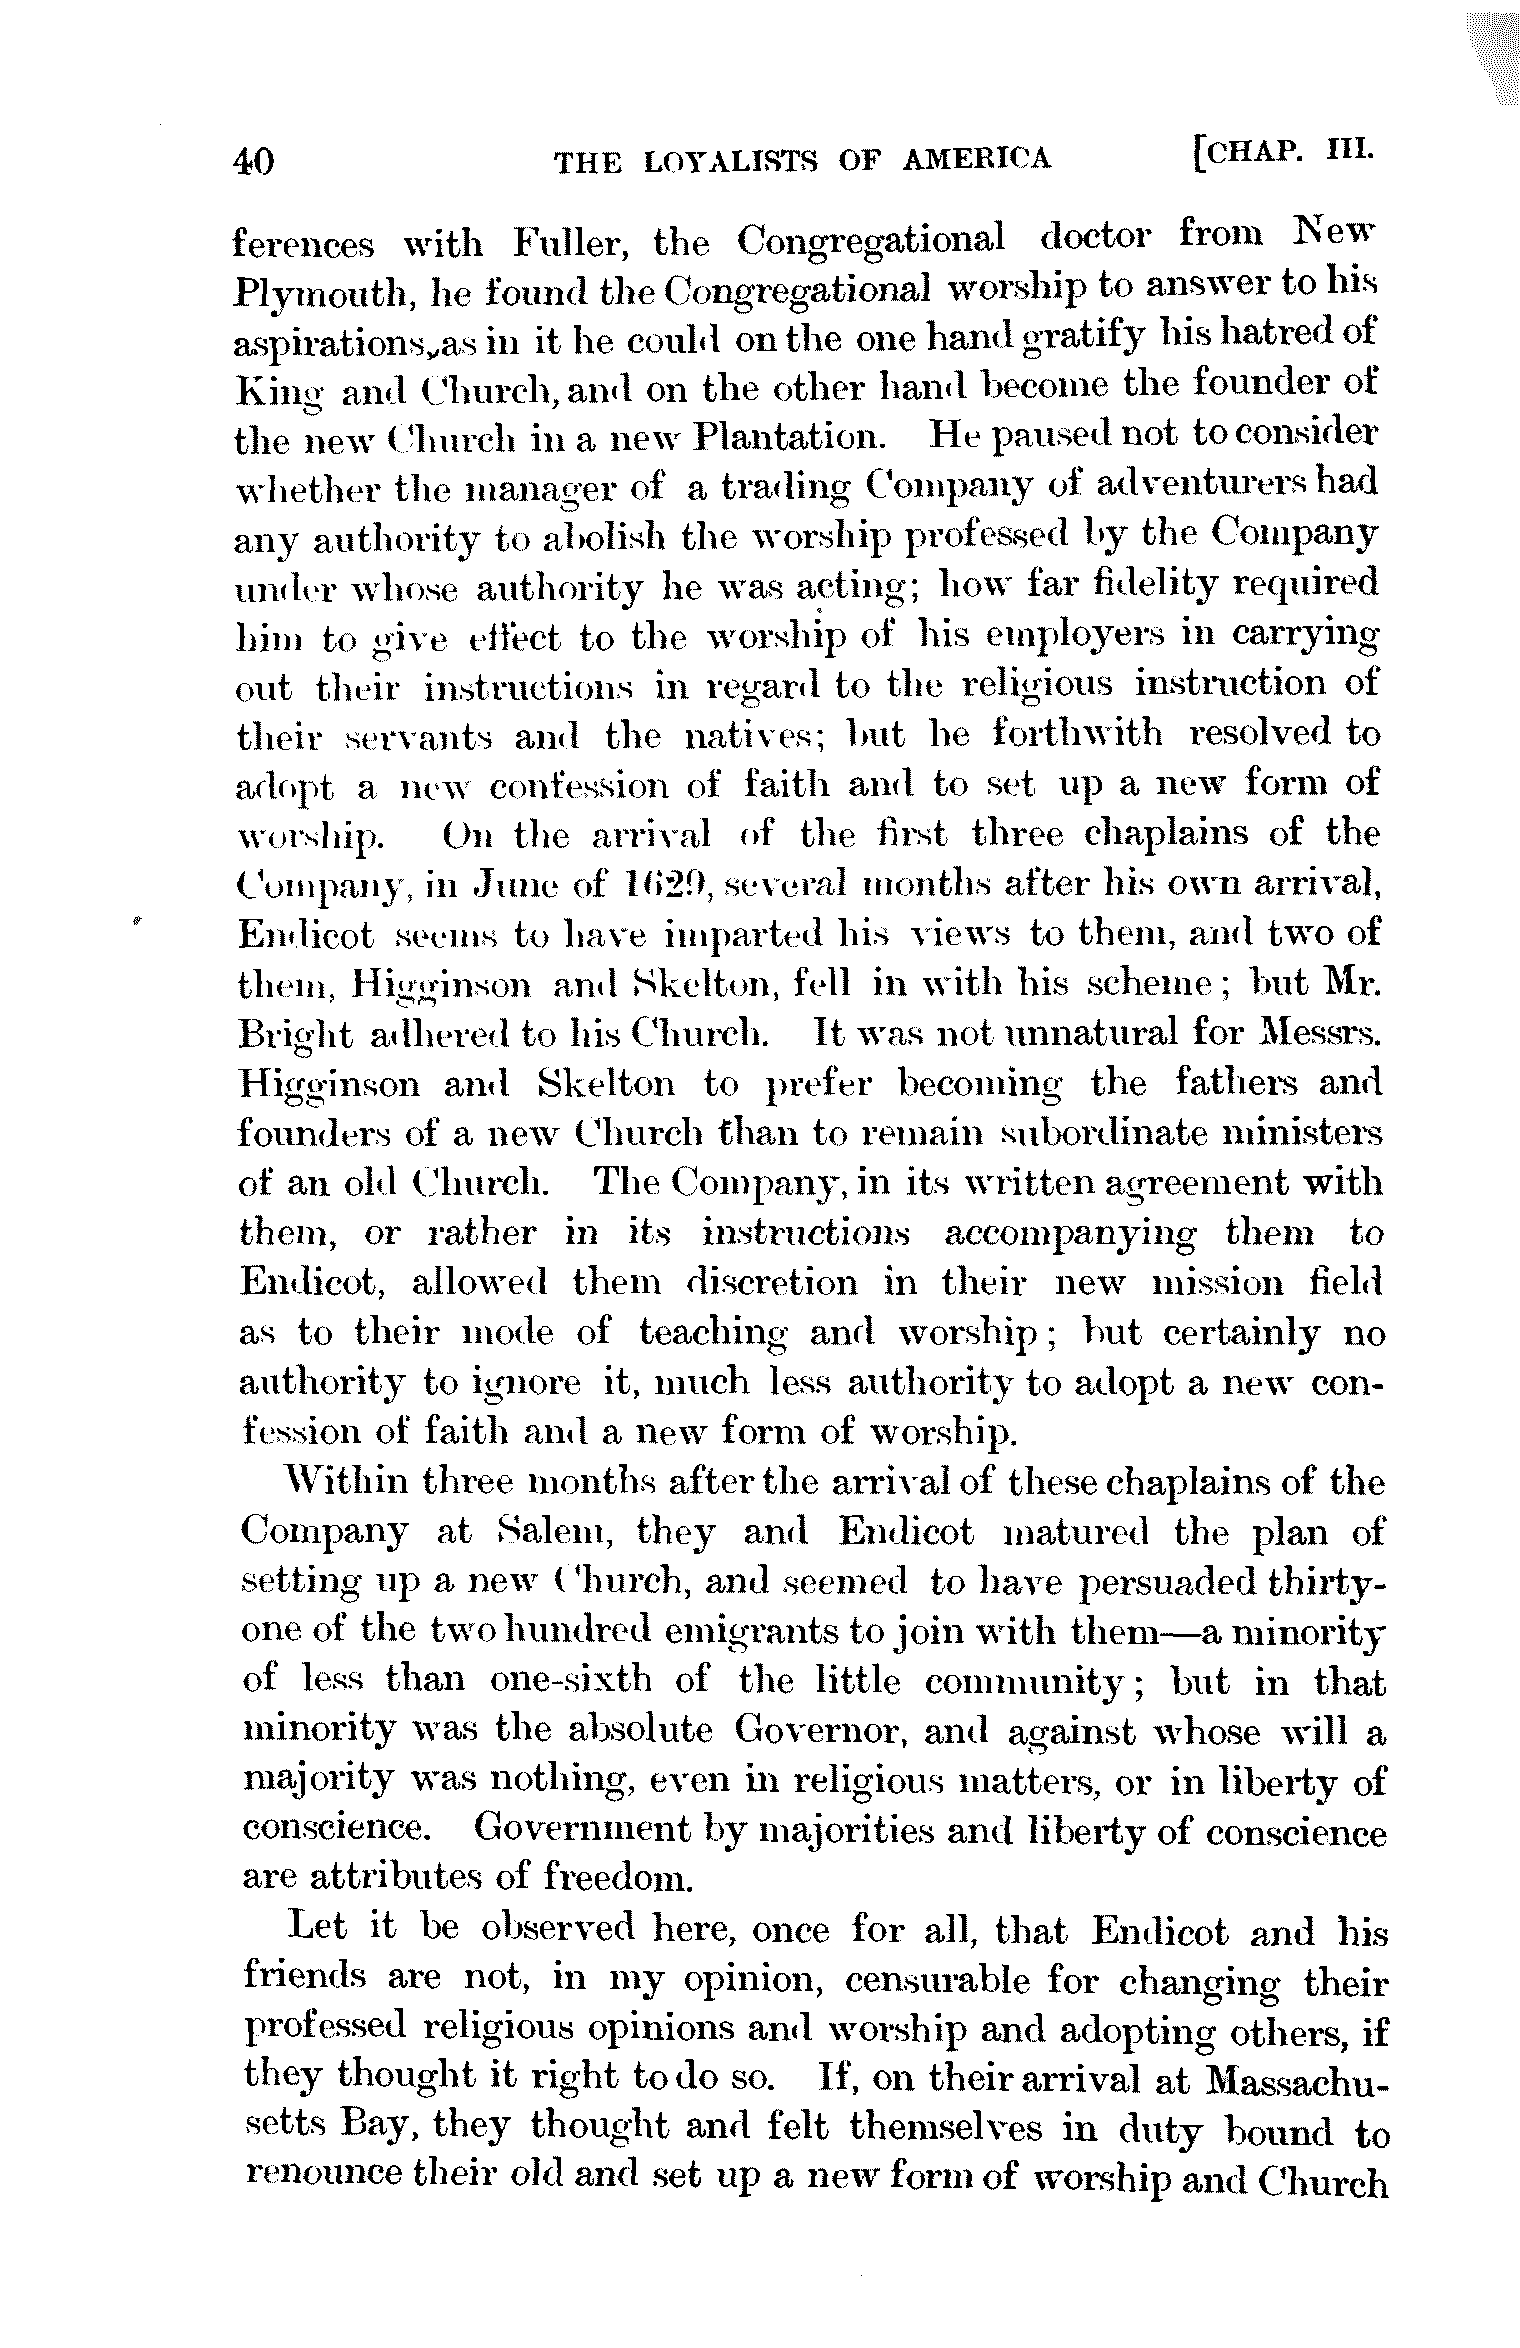 40 THE LOYALISTS OF AMERICA [CHAP. III.
ferences with Fuller, the Congregational doctor from New
Plymouth, he found the Congregational worship to answer to his
aspirations, as in it he could on the one hand gratify his hatred of
King and Church, and on the other hand become the founder of
the new Church in a new Plantation. He paused not to consider
whether the manager of a trading Company of adventurers had
any authority to abolish the worship professed by the Company
under whose authority he was acting; how far fidelity required
him to give effect to the worship of his employers in carrying
out their instructions in regard to the religious instruction of
their servants and the natives; but he forthwith resolved to
adopt a new confession of faith and to set up a new form of
worship. On the arrival of the first three chaplains of the
Company, in June of 1629, several months after his own arrival,
Endicot seems to have imparted his views to them, and two of
them, Higginson and Skelton, fell in with his scheme; but Mr.
Bright adhered to his Church. It was not unnatural for Messrs.
Higginson and Skelton to prefer becoming the fathers and
founders of a new Church than to remain subordinate ministers
of an old Church. The Company, in its written agreement with
them, or rather in its instructions accompanying them to
Endicot, allowed them discretion in their new mission field
as to their mode of teaching and worship; but certainly no
authority to ignore it, much less authority to adopt a new con-
fession of faith and a new form of worship.
Within three months after the arrival of these chaplains of the
Company at Salem, they and Endicot matured the plan of
setting up a new Church, and seemed to have persuaded thirty-
one of the two hundred emigrants to join with them—a minority
of less than one-sixth of the little community; but in that
minority was the absolute Governor, and against whose will a
majority was nothing, even in religious matters, or in liberty of
conscience. Government by majorities and liberty of conscience
are attributes of freedom.
Let it be observed here, once for all, that Endicot and his
friends are not, in my opinion, censurable for changing their
professed religious opinions and worship and adopting others, if
they thought it right to do so. If, on their arrival at Massachu-
setts Bay, they thought and felt themselves in duty bound to
renounce their old and set up a new form of worship and Church